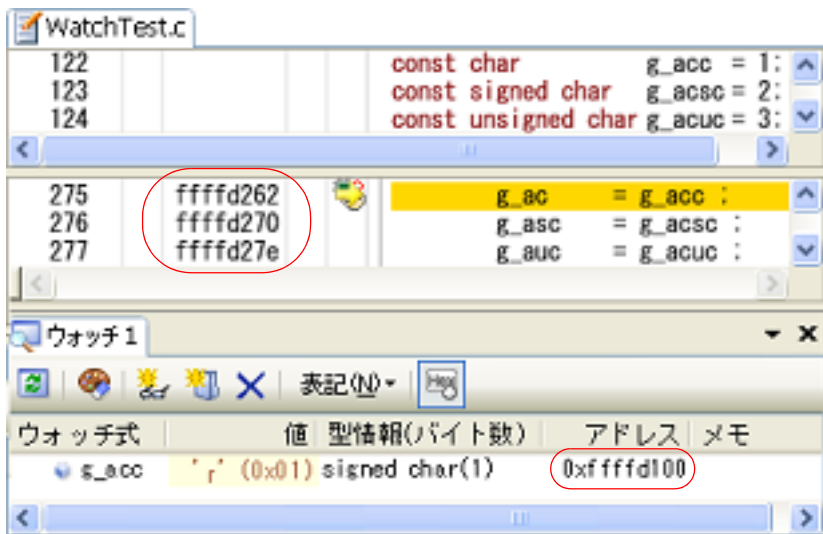 WatchTest.c
122 const char g_acc = 1;
123 const signed char g_acsc = 2;
124 const unsigned char g_acuc = 3;
275 ffffd262 g_ac = g_acc ;
276 ffffd270 g_asc = g_acsc ;
277 ffffd27e g_auc = g_acuc ;
ウォッチ1
表記(N) Hex
ウォッチ式 値 型情報(バイト数) アドレス メモ
g_acc '┌' (0x01) signed char(1) 0xffffd100